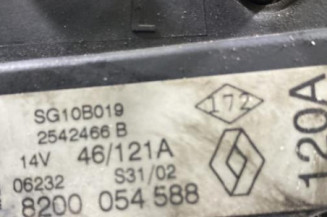 SG10B019
172
2542466 B
14V 46/121A
06232 S31/02
8200 054 588
120A